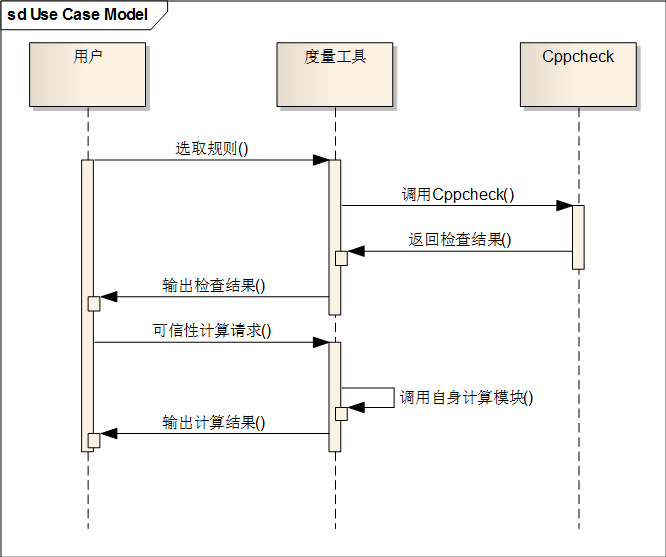 sd Use Case Model
用户
度量工具
Cppcheck
选取规则()
调用Cppcheck()
返回检查结果()
输出检查结果()
可信性计算请求()
调用自身计算模块()
输出计算结果()